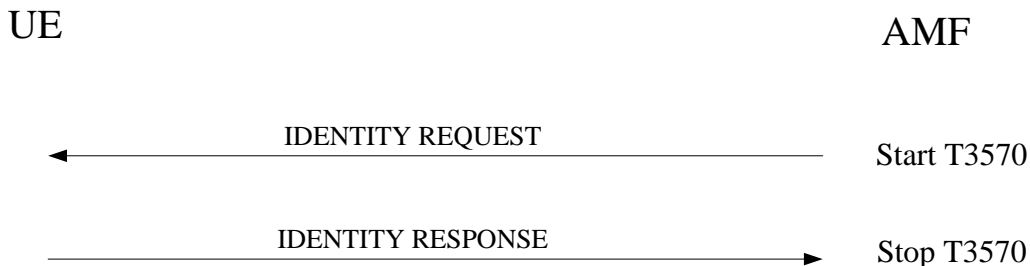 UE
AMF
IDENTITY REQUEST
Start T3570
IDENTITY RESPONSE
Stop T3570